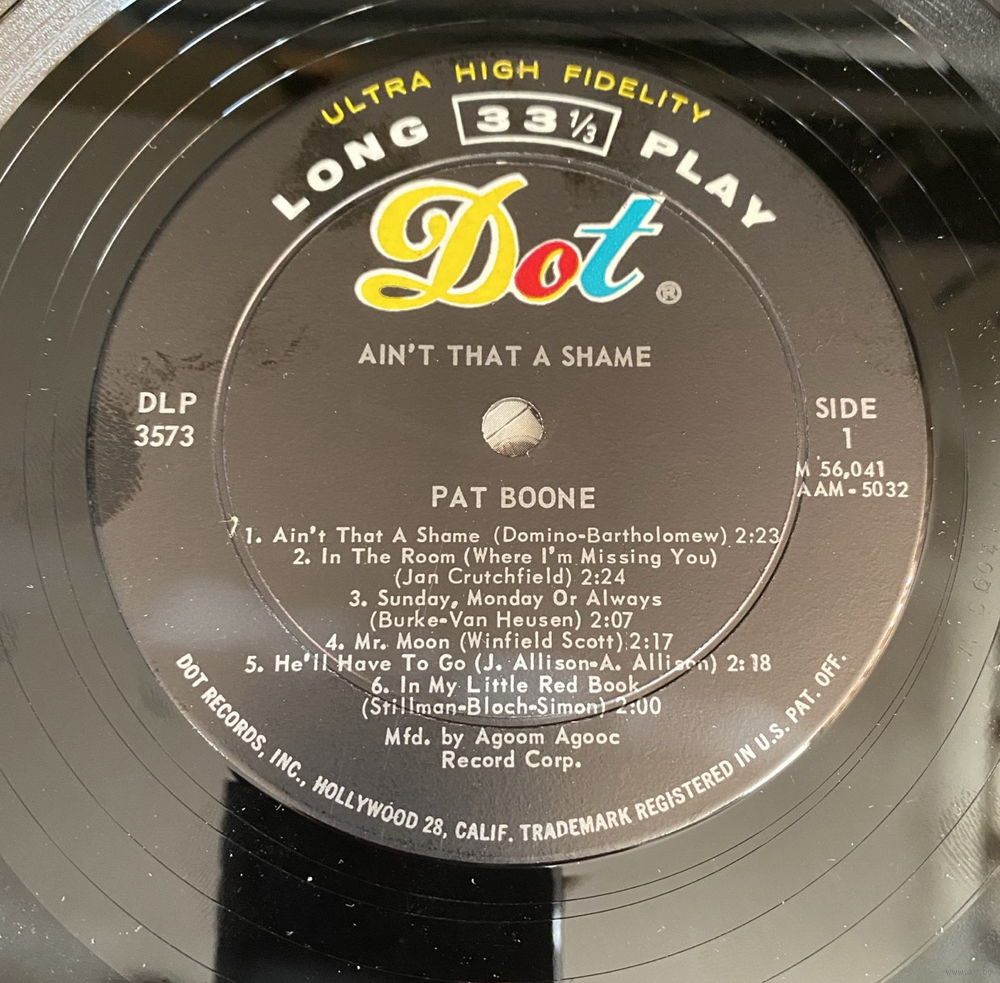 ULTRA HIGH FIDELITY
LONG 33 1/3 PLAY
Dot ®
AIN'T THAT A SHAME
DLP
3573
SIDE
1
M 56,041
AAM-5032
PAT BOONE
1. Ain't That A Shame (Domino-Bartholomew) 2:23
2. In The Room (Where I'm Missing You)
(Jan Crutchfield) 2:24
3. Sunday, Monday Or Always
(Burke-Van Heusen) 2:07
4. Mr. Moon (Winfield Scott) 2:17
5. He'll Have To Go (J. Allison-A. Allison) 2:18
6. In My Little Red Book
(Stillman-Bloch-Simon) 2:00
Mfd. by Agoom Agooc
Record Corp.
DOT RECORDS, INC., HOLLYWOOD 28, CALIF. TRADEMARK REGISTERED IN U.S. PAT. OFF.